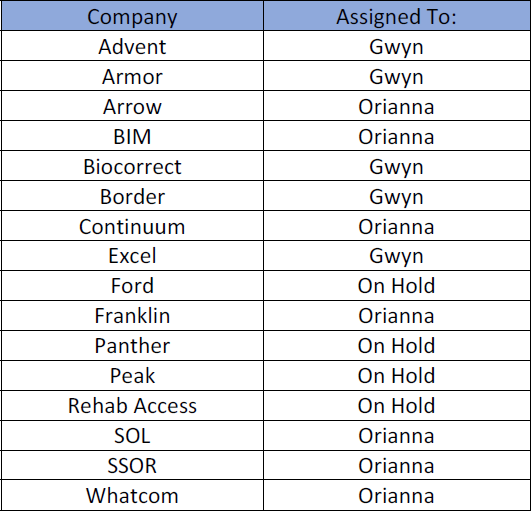 Company Assigned To:
Advent Gwyn
Armor Gwyn
Arrow Orianna
BIM Orianna
Biocorrect Gwyn
Border Gwyn
Continuum Orianna
Excel Gwyn
Ford On Hold
Franklin Orianna
Panther On Hold
Peak On Hold
Rehab Access On Hold
SOL Orianna
SSOR Orianna
Whatcom Orianna